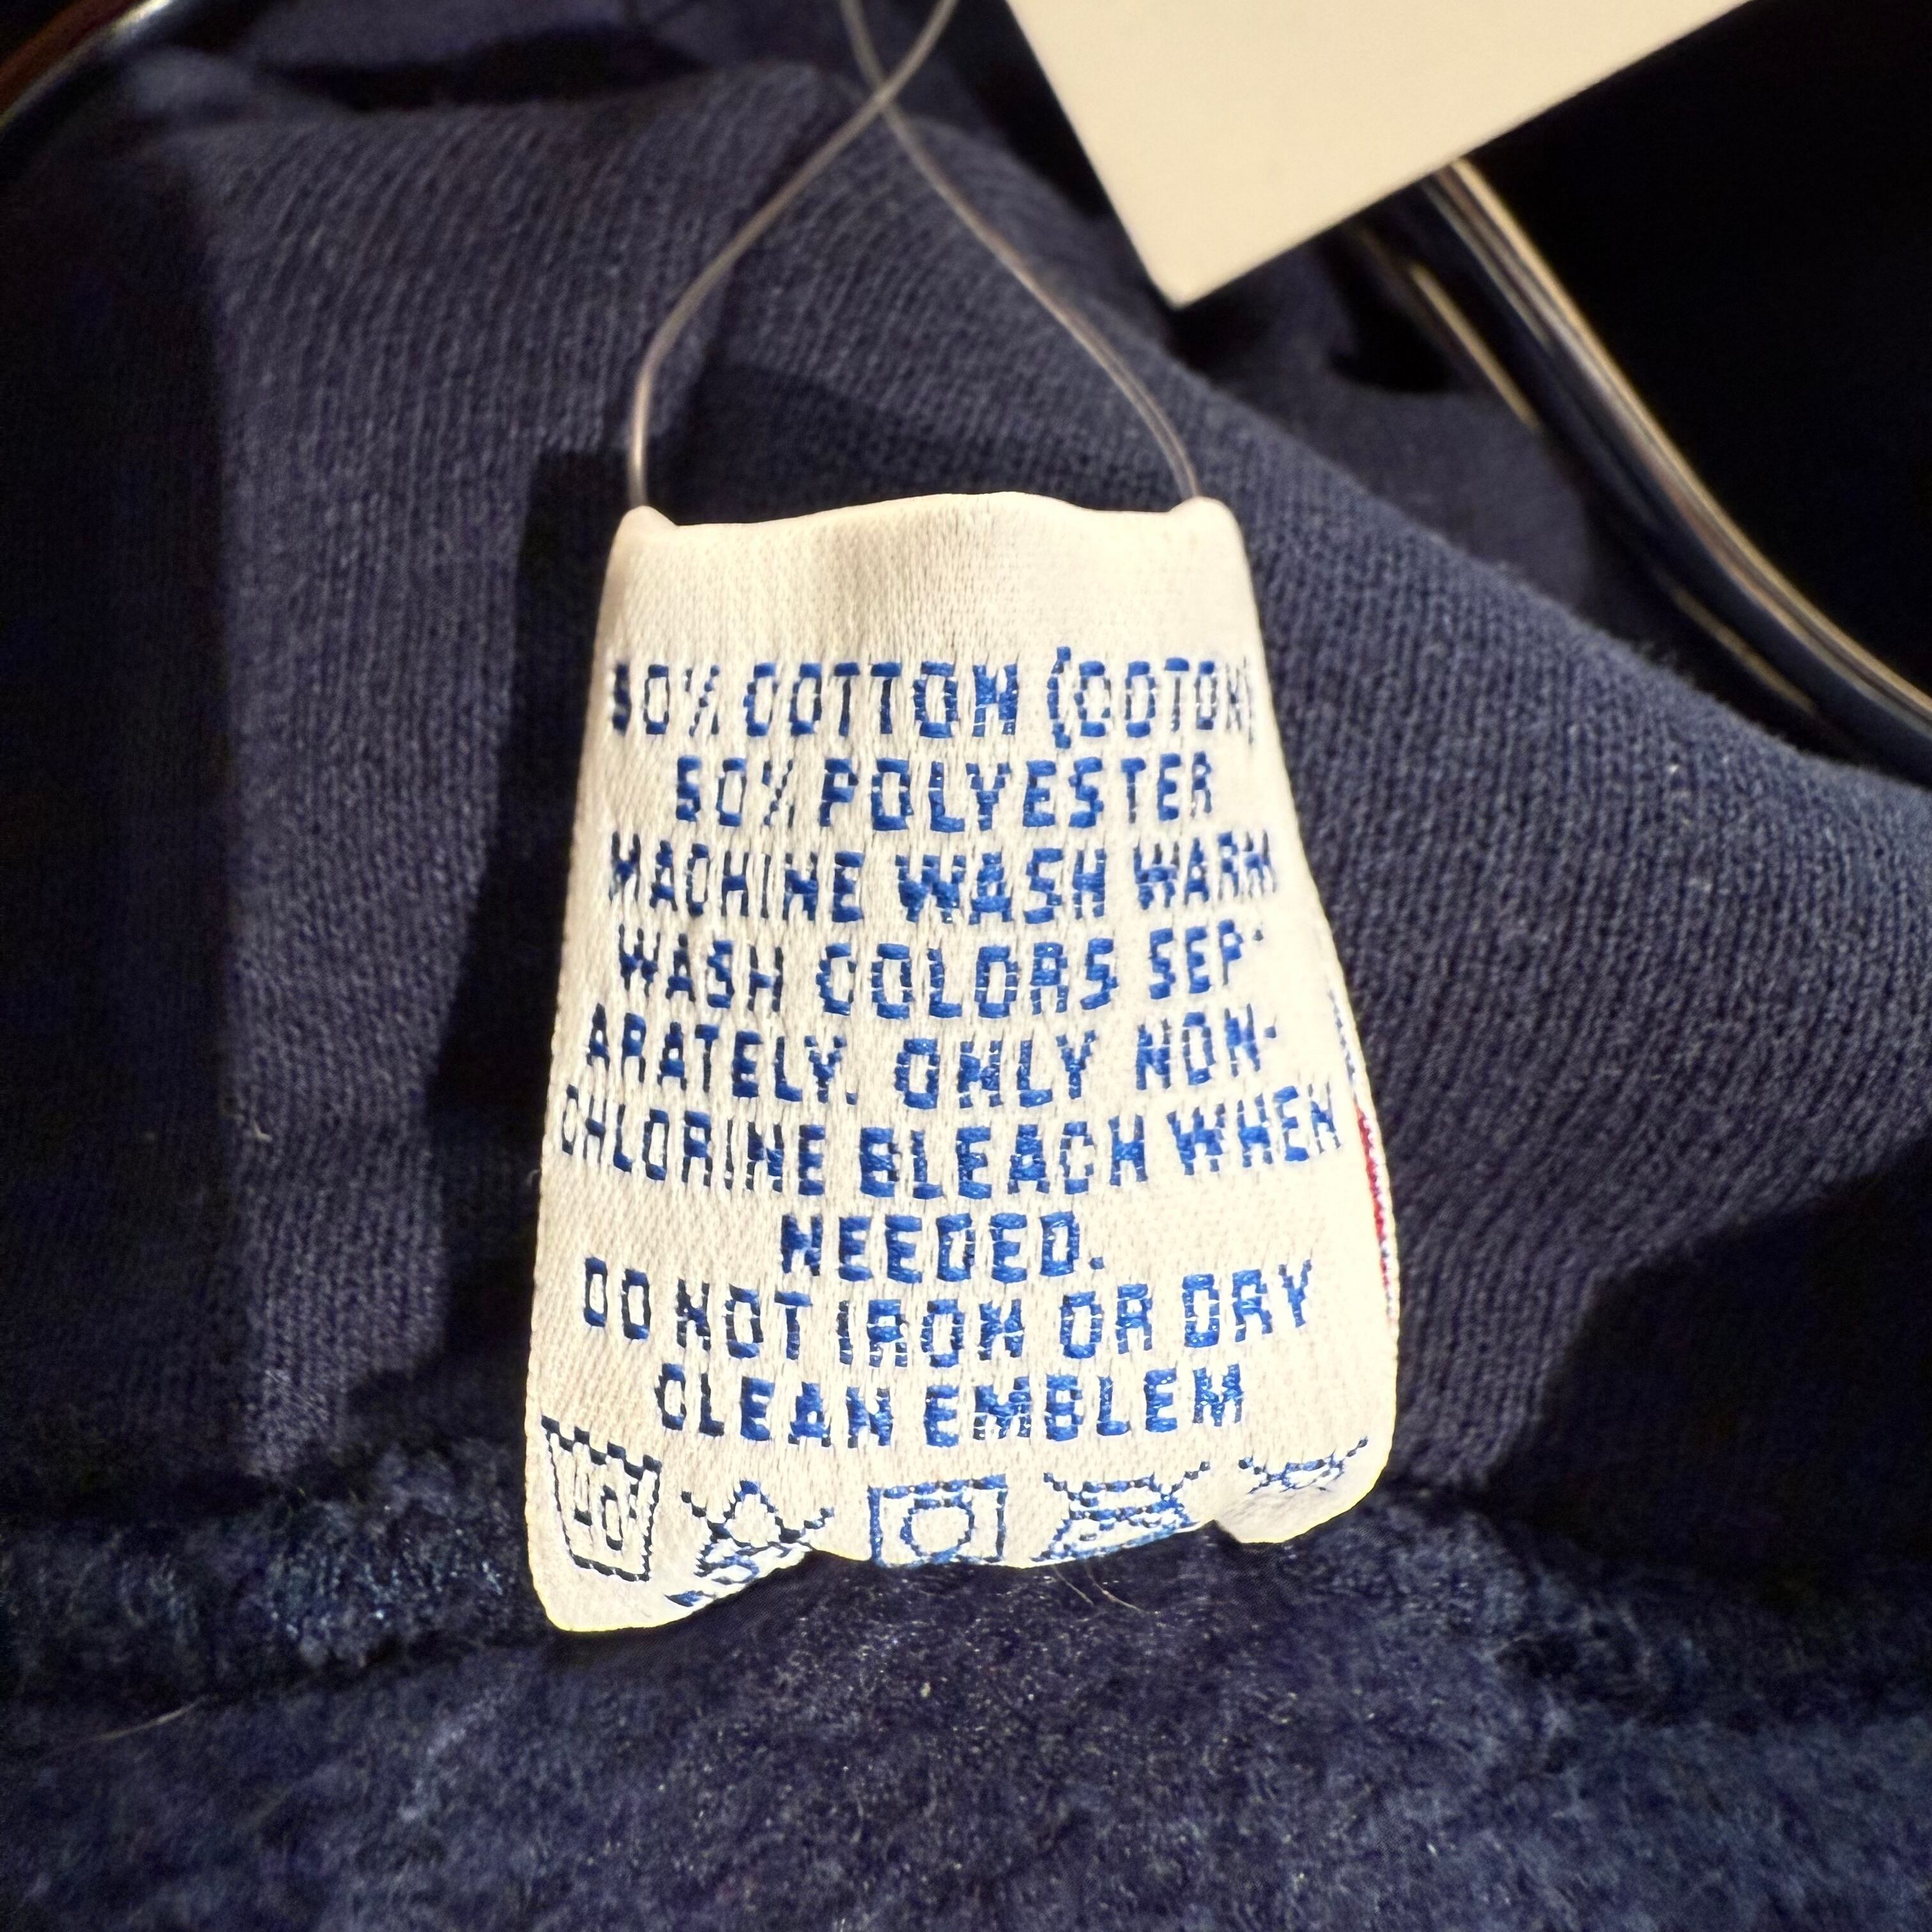 50% COTTON (COTON)
50% POLYESTER
MACHINE WASH WARM
WASH COLORS SEP-
ARATELY. ONLY NON-
CHLORINE BLEACH WHEN
NEEDED.
DO NOT IRON OR DRY
CLEAN EMBLEM
40